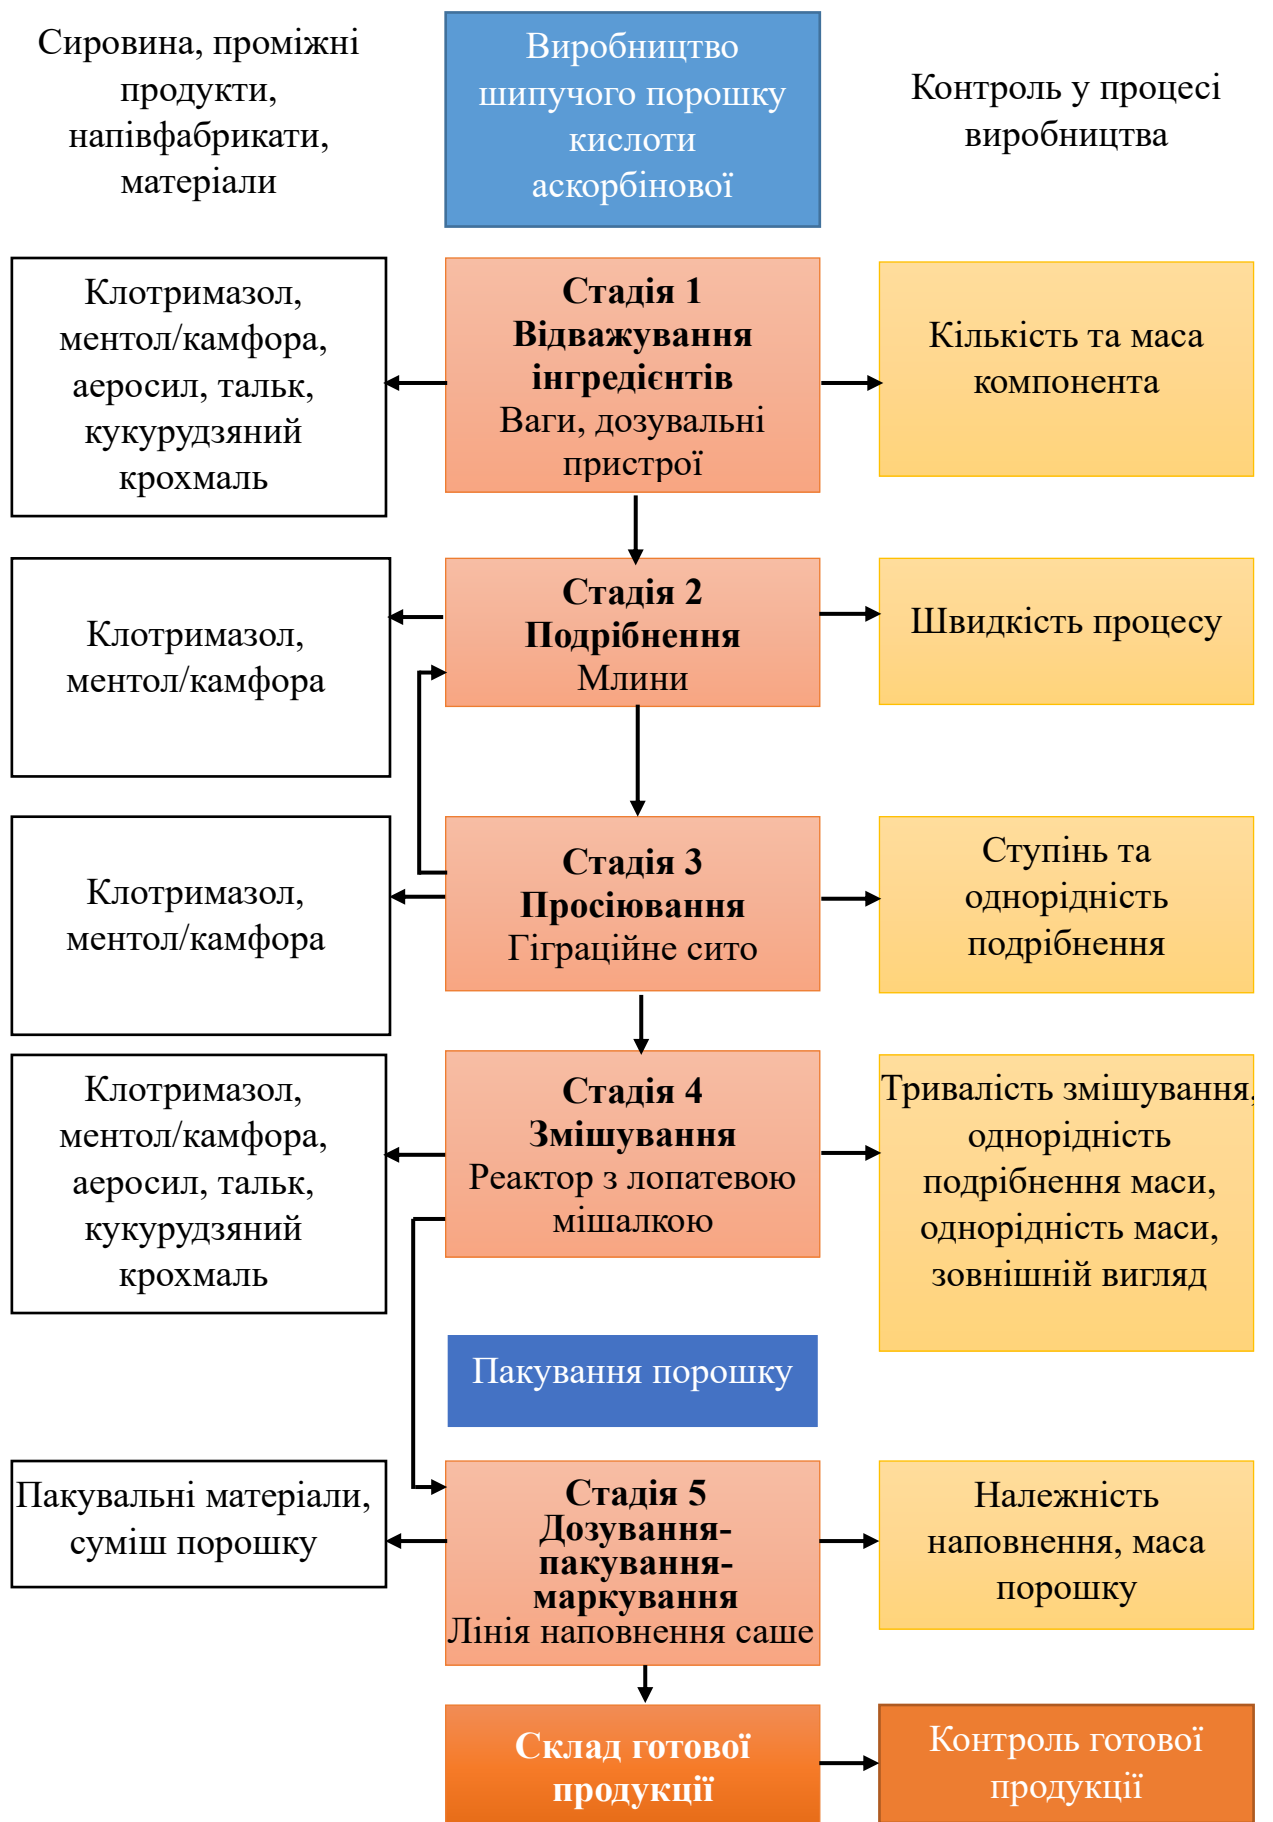 Сировина, проміжні
продукти,
напівфабрикати,
матеріали
Виробництво
шипучого порошку
кислоти
аскорбінової
Контроль у процесі
виробництва
Клотримазол,
ментол/камфора,
аеросил, тальк,
кукурудзяний
крохмаль
Стадія 1
Відважування
інгредієнтів
Ваги, дозувальні
пристрої
Кількість та маса
компонента
Клотримазол,
ментол/камфора
Стадія 2
Подрібнення
Млини
Швидкість процесу
Клотримазол,
ментол/камфора
Стадія 3
Просіювання
Гіграційне сито
Ступінь та
однорідність
подрібнення
Клотримазол,
ментол/камфора,
аеросил, тальк,
кукурудзяний
крохмаль
Стадія 4
Змішування
Реактор з лопатевою
мішалкою
Тривалість змішування,
однорідність
подрібнення маси,
однорідність маси,
зовнішній вигляд
Пакування порошку
Пакувальні матеріали,
суміш порошку
Стадія 5
Дозування-
пакування-
маркування
Лінія наповнення саше
Належність
наповнення, маса
порошку
Склад готової
продукції
Контроль готової
продукції